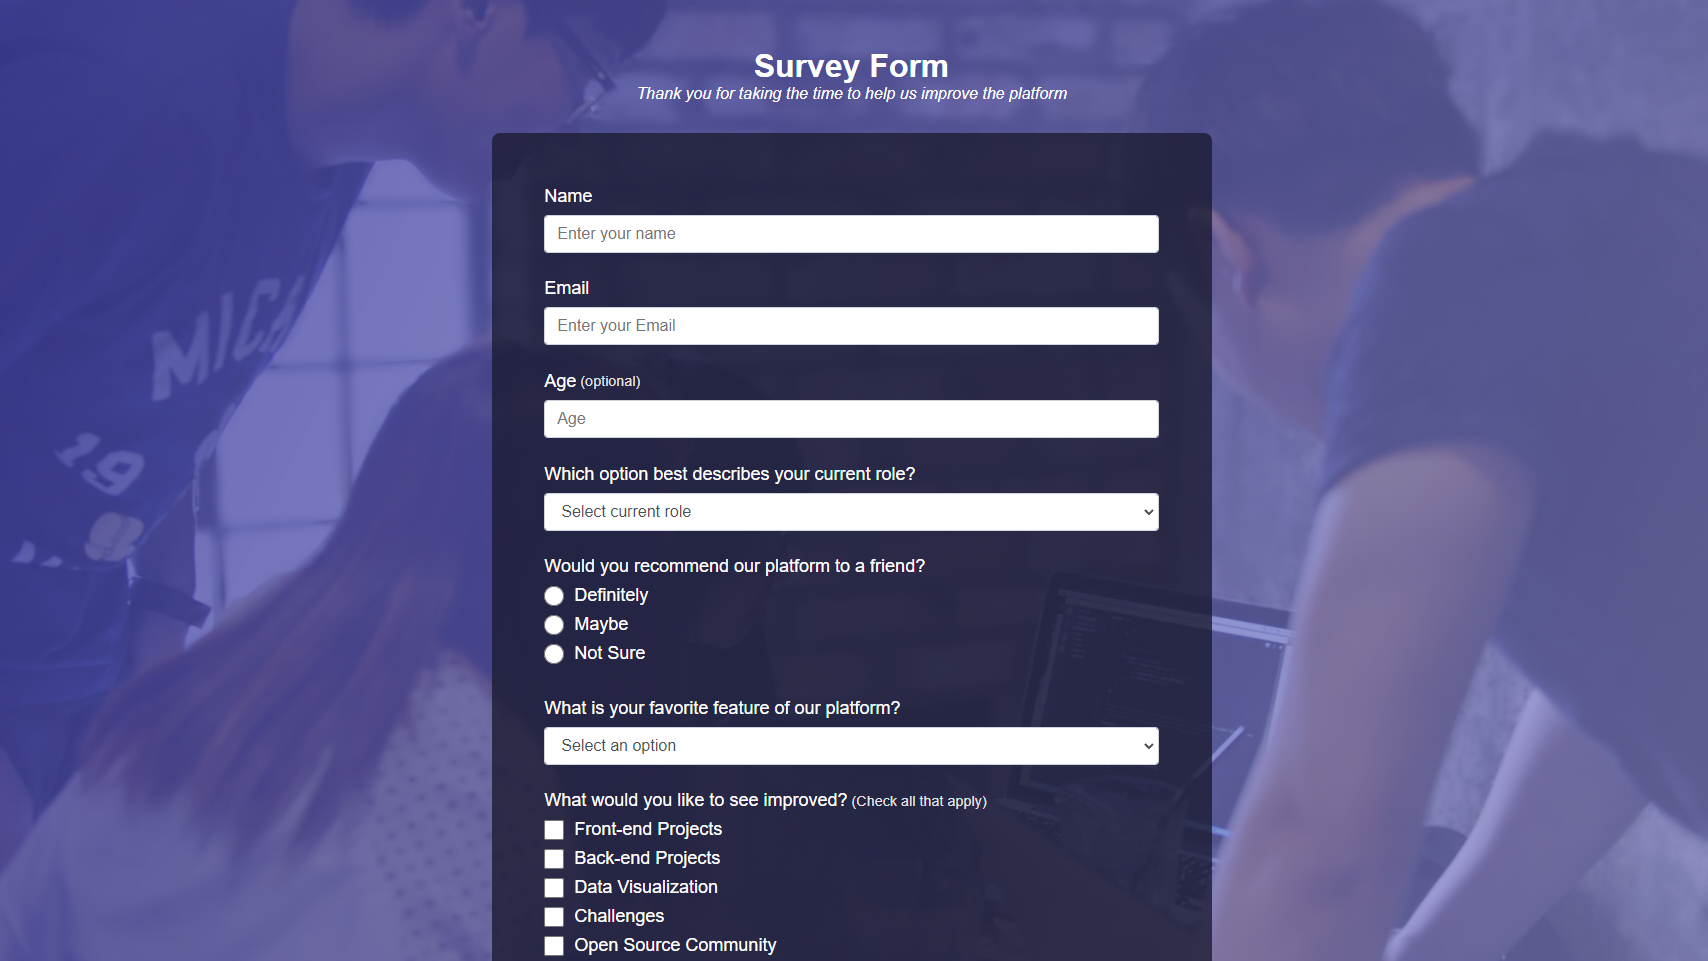 Survey Form
Thank you for taking the time to help us improve the platform
Name
Enter your name
Email
Enter your Email
Age (optional)
Age
Which option best describes your current role?
Select current role
Would you recommend our platform to a friend?
Definitely
Maybe
Not Sure
What is your favorite feature of our platform?
Select an option
What would you like to see improved? (Check all that apply)
Front-end Projects
Back-end Projects
Data Visualization
Challenges
Open Source Community
MICH
19